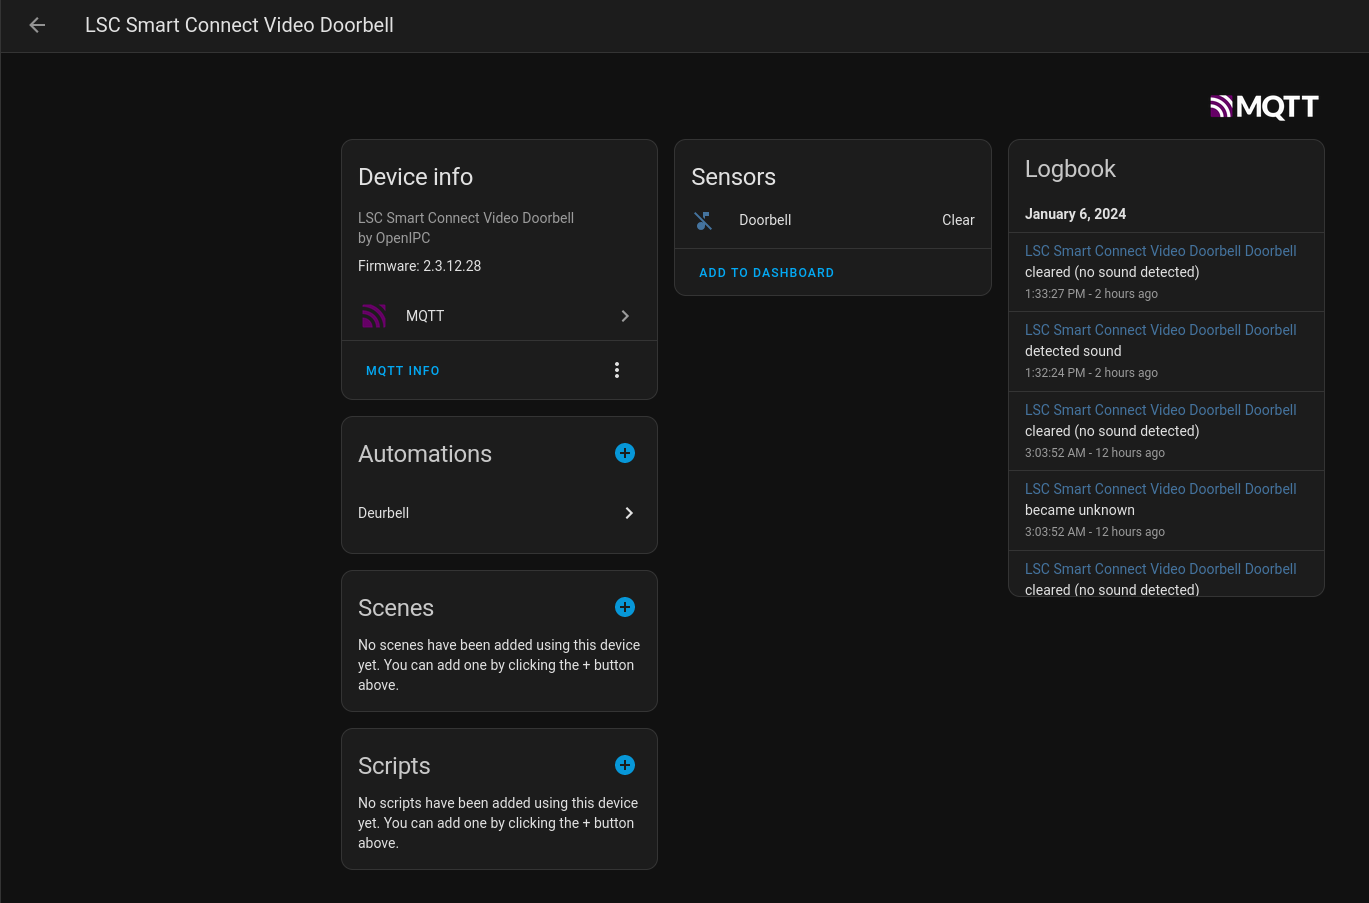 LSC Smart Connect Video Doorbell
MQTT
Device info
LSC Smart Connect Video Doorbell
by OpenIPC
Firmware: 2.3.12.28
MQTT
MQTT INFO
Automations
Deurbell
Scenes
No scenes have been added using this device
yet. You can add one by clicking the + button
above.
Scripts
No scripts have been added using this device
yet. You can add one by clicking the + button
above.
Sensors
Doorbell Clear
ADD TO DASHBOARD
Logbook
January 6, 2024
LSC Smart Connect Video Doorbell Doorbell
cleared (no sound detected)
1:33:27 PM - 2 hours ago
LSC Smart Connect Video Doorbell Doorbell
detected sound
1:32:24 PM - 2 hours ago
LSC Smart Connect Video Doorbell Doorbell
cleared (no sound detected)
3:03:52 AM - 12 hours ago
LSC Smart Connect Video Doorbell Doorbell
became unknown
3:03:52 AM - 12 hours ago
LSC Smart Connect Video Doorbell Doorbell
cleared (no sound detected)